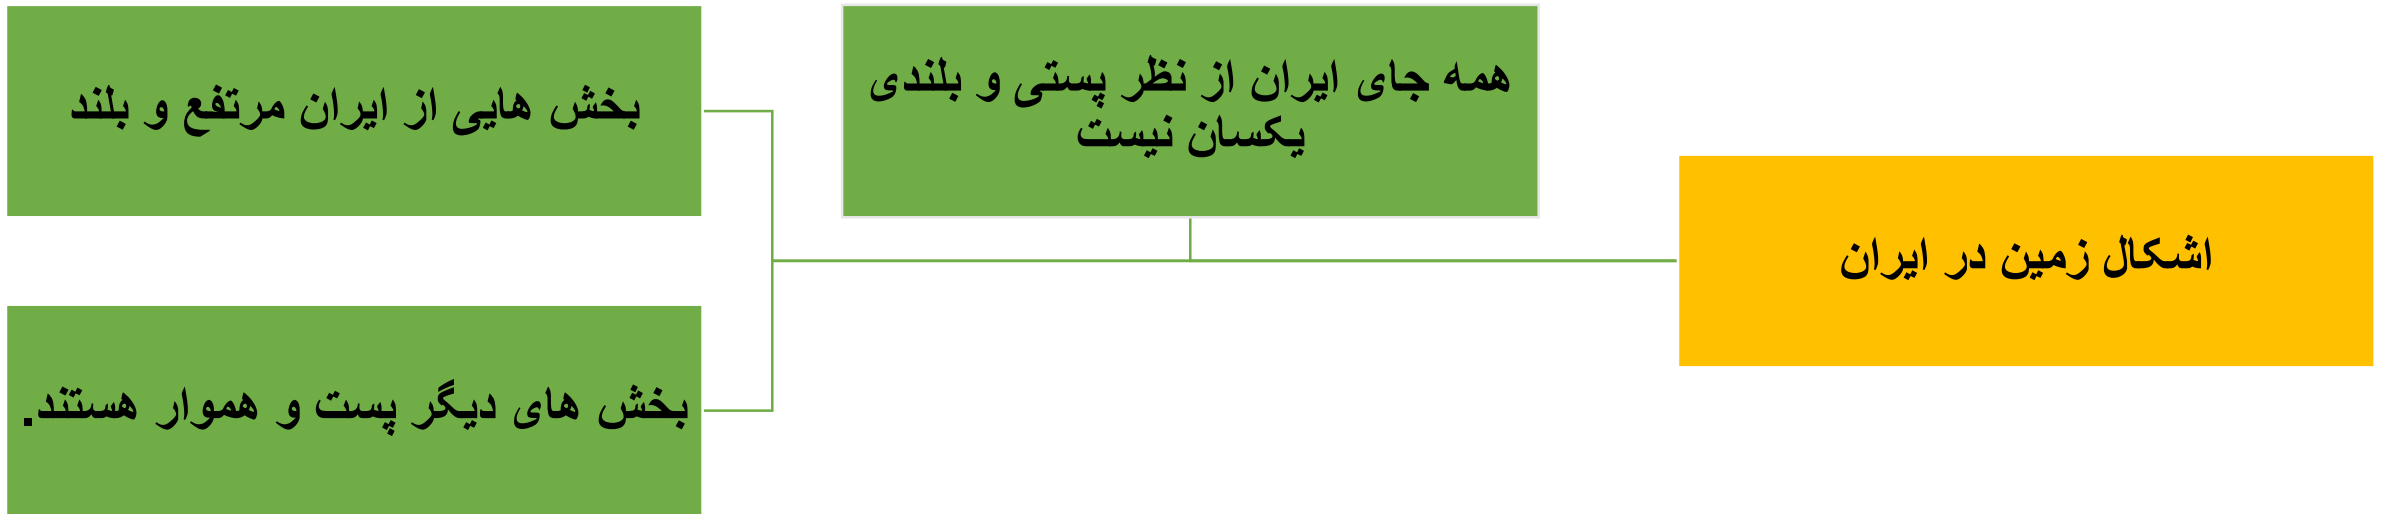 اشکال زمین در ایران
همه جای ایران از نظر پستی و بلندی
یکسان نیست
بخش هایی از ایران مرتفع و بلند
بخش های دیگر پست و هموار هستند.